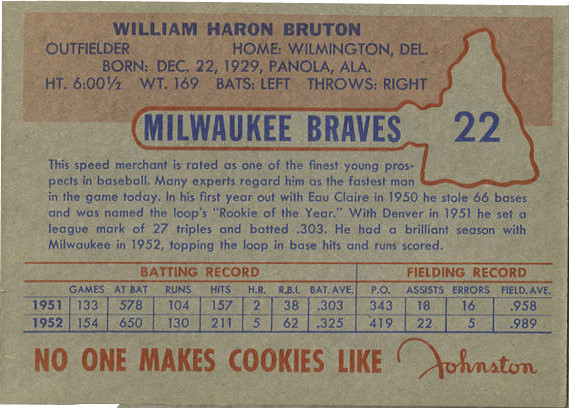 WILLIAM HARON BRUTON
OUTFIELDER HOME: WILMINGTON, DEL.
BORN: DEC. 22, 1929, PANOLA, ALA.
HT. 6:00½ WT. 169 BATS: LEFT THROWS: RIGHT
MILWAUKEE BRAVES 22
This speed merchant is rated as one of the finest young pros-
pects in baseball. Many experts regard him as the fastest man
in the game today. In his first year out with Eau Claire in 1950 he stole 66 bases
and was named the loop's "Rookie of the Year." With Denver in 1951 he set a
league mark of 27 triples and batted .303. He had a brilliant season with
Milwaukee in 1952, topping the loop in base hits and runs scored.
BATTING RECORD FIELDING RECORD
GAMES AT BAT RUNS HITS H.R. R.B.I. BAT. AVE. P.O. ASSISTS ERRORS FIELD. AVE.
1951 133 578 104 157 2 38 .303 343 18 16 .958
1952 154 650 130 211 5 62 .325 419 22 5 .989
NO ONE MAKES COOKIES LIKE Johnston